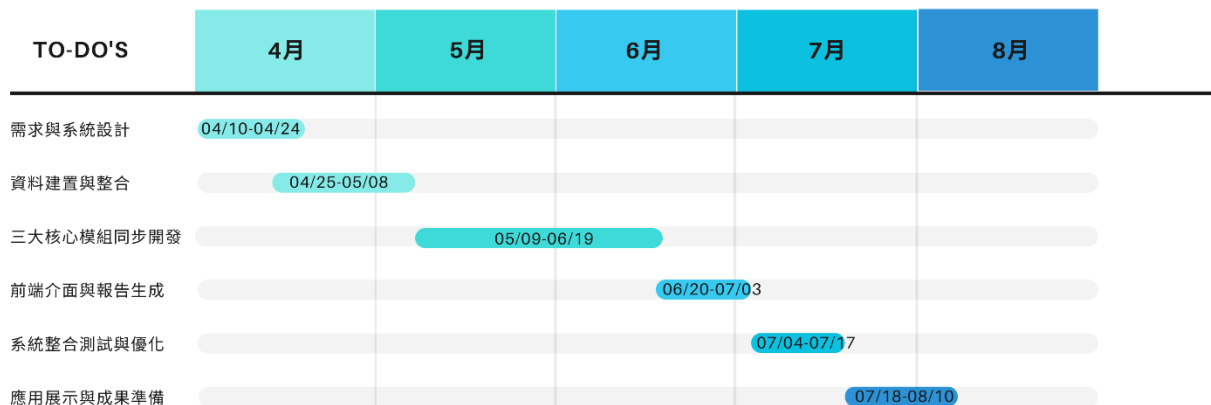 TO-DO'S 4月 5月 6月 7月 8月
需求與系統設計 04/10-04/24
資料建置與整合 04/25-05/08
三大核心模組同步開發 05/09-06/19
前端介面與報告生成 06/20-07/03
系統整合測試與優化 07/04-07/17
應用展示與成果準備 07/18-08/10